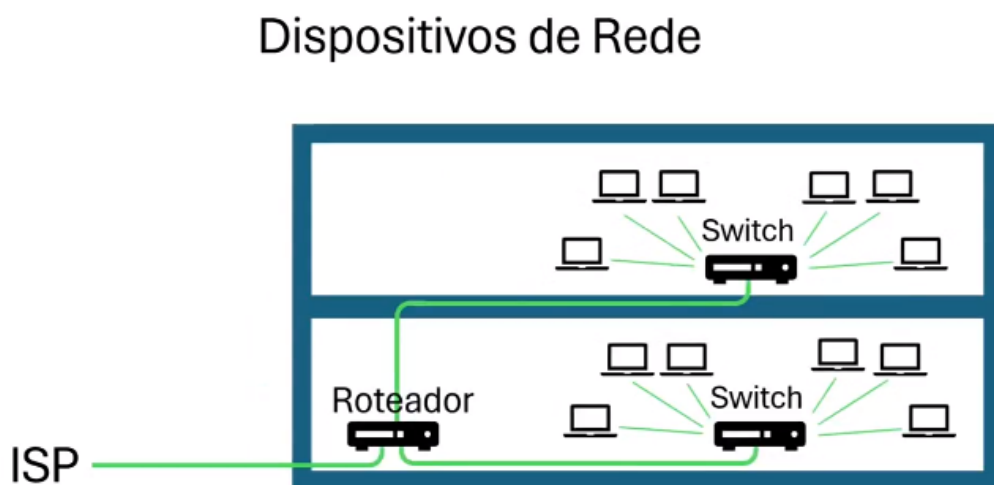 Dispositivos de Rede
Switch
Switch
Roteador
ISP